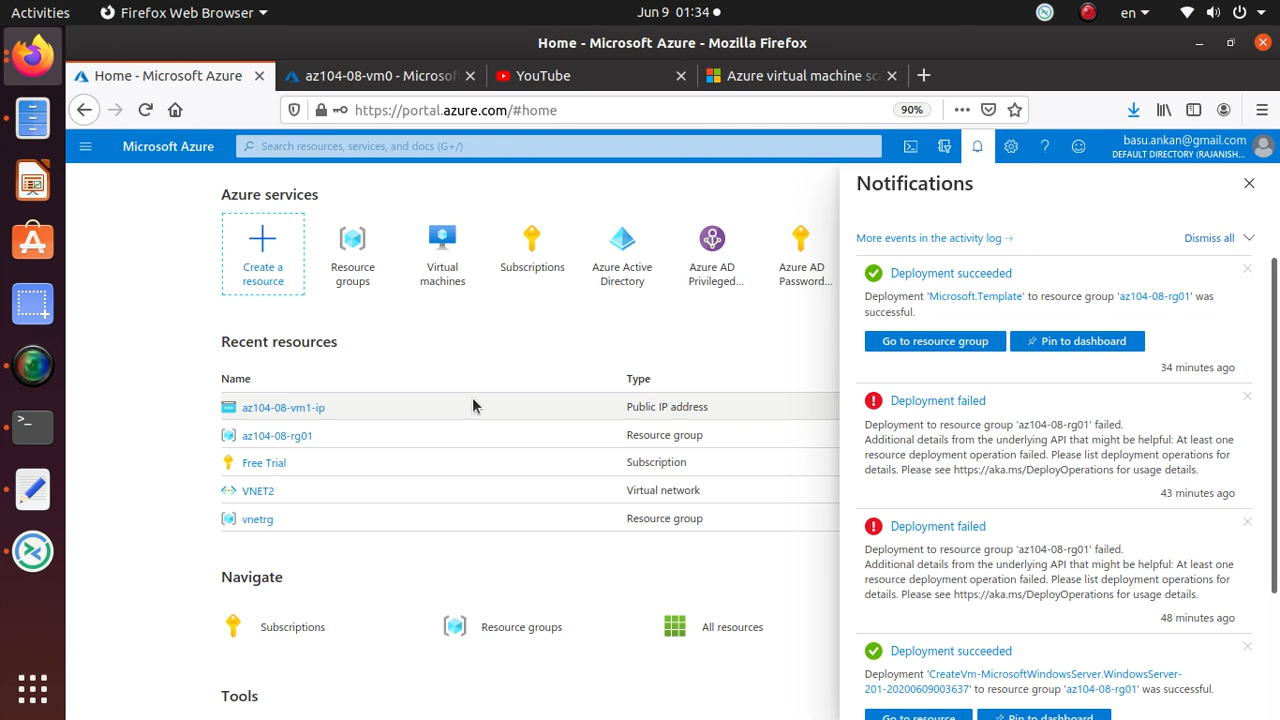 Activities
Firefox Web Browser
Jun 9 01:34
en
Home - Microsoft Azure - Mozilla Firefox
Home - Microsoft Azure
az104-08-vm0 - Microsof
YouTube
Azure virtual machine sc
https://portal.azure.com/#home
90%
Microsoft Azure
Search resources, services, and docs (G+/)
basu.ankan@gmail.com
DEFAULT DIRECTORY (RAJANISH...
Azure services
Create a resource
Resource groups
Virtual machines
Subscriptions
Azure Active Directory
Azure AD Privileged...
Azure AD Password...
Recent resources
Name
Type
az104-08-vm1-ip
Public IP address
az104-08-rg01
Resource group
Free Trial
Subscription
VNET2
Virtual network
vnetrg
Resource group
Navigate
Subscriptions
Resource groups
All resources
Tools
Notifications
More events in the activity log →
Dismiss all
Deployment succeeded
Deployment 'Microsoft.Template' to resource group 'az104-08-rg01' was
successful.
Go to resource group
Pin to dashboard
34 minutes ago
Deployment failed
Deployment to resource group 'az104-08-rg01' failed.
Additional details from the underlying API that might be helpful: At least one
resource deployment operation failed. Please list deployment operations for
details. Please see https://aka.ms/DeployOperations for usage details.
43 minutes ago
Deployment failed
Deployment to resource group 'az104-08-rg01' failed.
Additional details from the underlying API that might be helpful: At least one
resource deployment operation failed. Please list deployment operations for
details. Please see https://aka.ms/DeployOperations for usage details.
48 minutes ago
Deployment succeeded
Deployment 'CreateVm-MicrosoftWindowsServer.WindowsServer-
201-20200609003637' to resource group 'az104-08-rg01' was successful.
Go to resource
Pin to dashboard